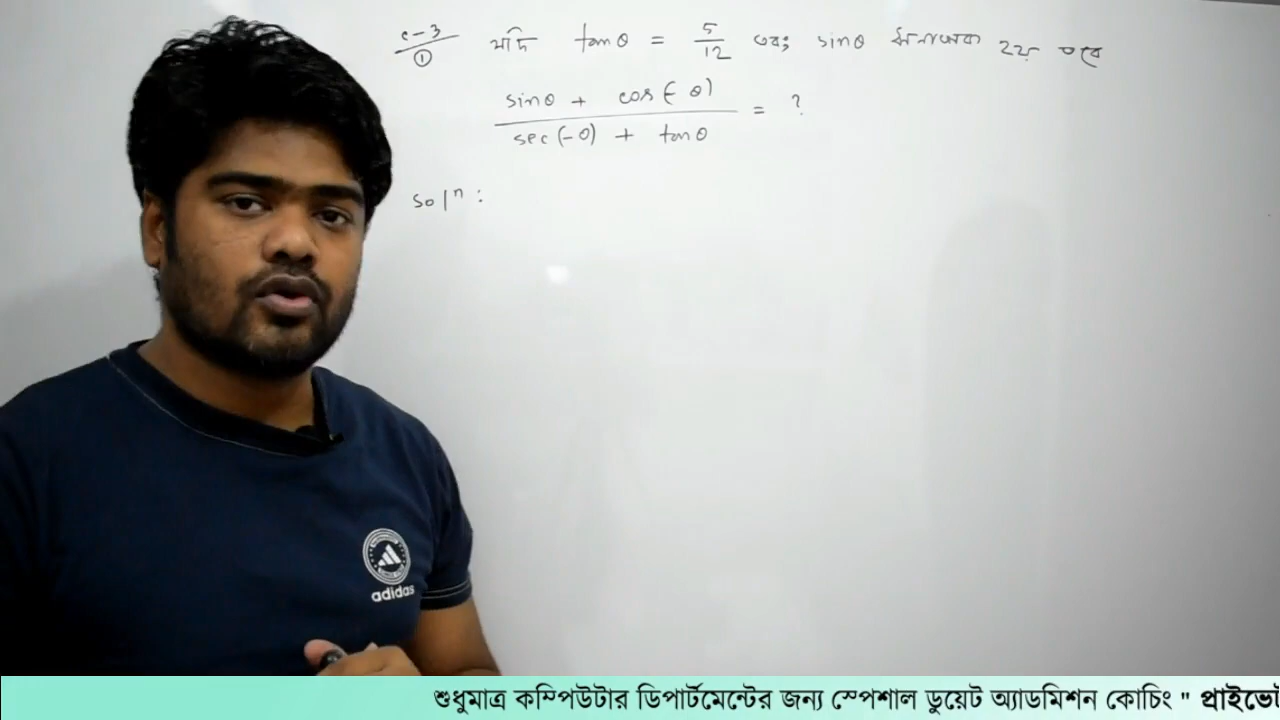 c-3
①
যদি tanθ = 5/12 এবং sinθ ঋনাত্মক হয় তবে
sinθ + cos(-θ)
sec(-θ) + tanθ
= ?
Solⁿ:
adidas
শুধুমাত্র কম্পিউটার ডিপার্টমেন্টের জন্য স্পেশাল ডুয়েট অ্যাডমিশন কোচিং " প্রাইভেট